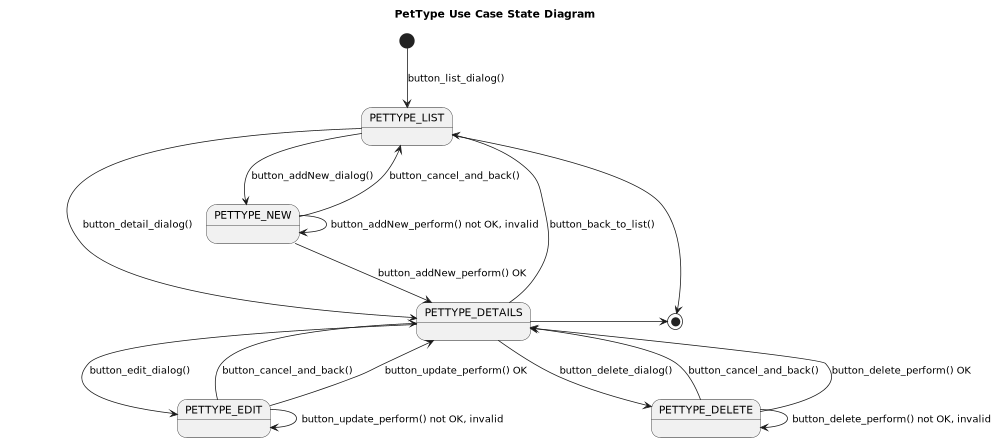 PetType Use Case State Diagram
button_list_dialog()
PETTYPE_LIST
button_addNew_dialog()
button_cancel_and_back()
PETTYPE_NEW
button_detail_dialog()
button_addNew_perform() not OK, invalid
button_back_to_list()
button_addNew_perform() OK
PETTYPE_DETAILS
button_edit_dialog()
button_cancel_and_back()
button_update_perform() OK
button_delete_dialog()
button_cancel_and_back()
button_delete_perform() OK
PETTYPE_EDIT
button_update_perform() not OK, invalid
PETTYPE_DELETE
button_delete_perform() not OK, invalid